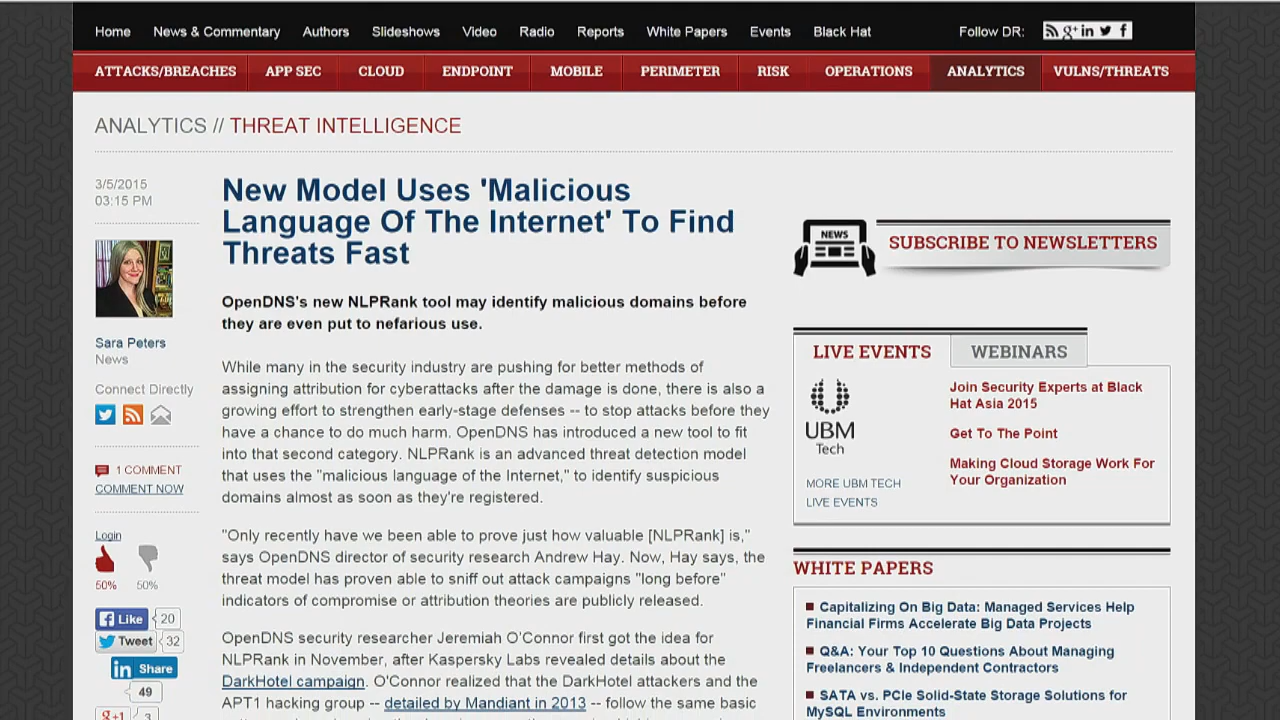 Home News & Commentary Authors Slideshows Video Radio Reports White Papers Events Black Hat Follow DR:
ATTACKS/BREACHES APP SEC CLOUD ENDPOINT MOBILE PERIMETER RISK OPERATIONS ANALYTICS VULNS/THREATS
ANALYTICS // THREAT INTELLIGENCE
3/5/2015
03:15 PM
Sara Peters
News
Connect Directly
1 COMMENT
COMMENT NOW
Login
50% 50%
Like 20
Tweet 32
in Share
49
g+1 3
New Model Uses 'Malicious
Language Of The Internet' To Find
Threats Fast
OpenDNS's new NLPRank tool may identify malicious domains before
they are even put to nefarious use.
While many in the security industry are pushing for better methods of
assigning attribution for cyberattacks after the damage is done, there is also a
growing effort to strengthen early-stage defenses -- to stop attacks before they
have a chance to do much harm. OpenDNS has introduced a new tool to fit
into that second category. NLPRank is an advanced threat detection model
that uses the "malicious language of the Internet," to identify suspicious
domains almost as soon as they're registered.
"Only recently have we been able to prove just how valuable [NLPRank] is,"
says OpenDNS director of security research Andrew Hay. Now, Hay says, the
threat model has proven able to sniff out attack campaigns "long before"
indicators of compromise or attribution theories are publicly released.
OpenDNS security researcher Jeremiah O'Connor first got the idea for
NLPRank in November, after Kaspersky Labs revealed details about the
DarkHotel campaign. O'Connor realized that the DarkHotel attackers and the
APT1 hacking group -- detailed by Mandiant in 2013 -- follow the same basic
NEWS
SUBSCRIBE TO NEWSLETTERS
LIVE EVENTS WEBINARS
UBM
Tech
MORE UBM TECH
LIVE EVENTS
Join Security Experts at Black
Hat Asia 2015
Get To The Point
Making Cloud Storage Work For
Your Organization
WHITE PAPERS
Capitalizing On Big Data: Managed Services Help
Financial Firms Accelerate Big Data Projects
Q&A: Your Top 10 Questions About Managing
Freelancers & Independent Contractors
SATA vs. PCIe Solid-State Storage Solutions for
MySQL Environments